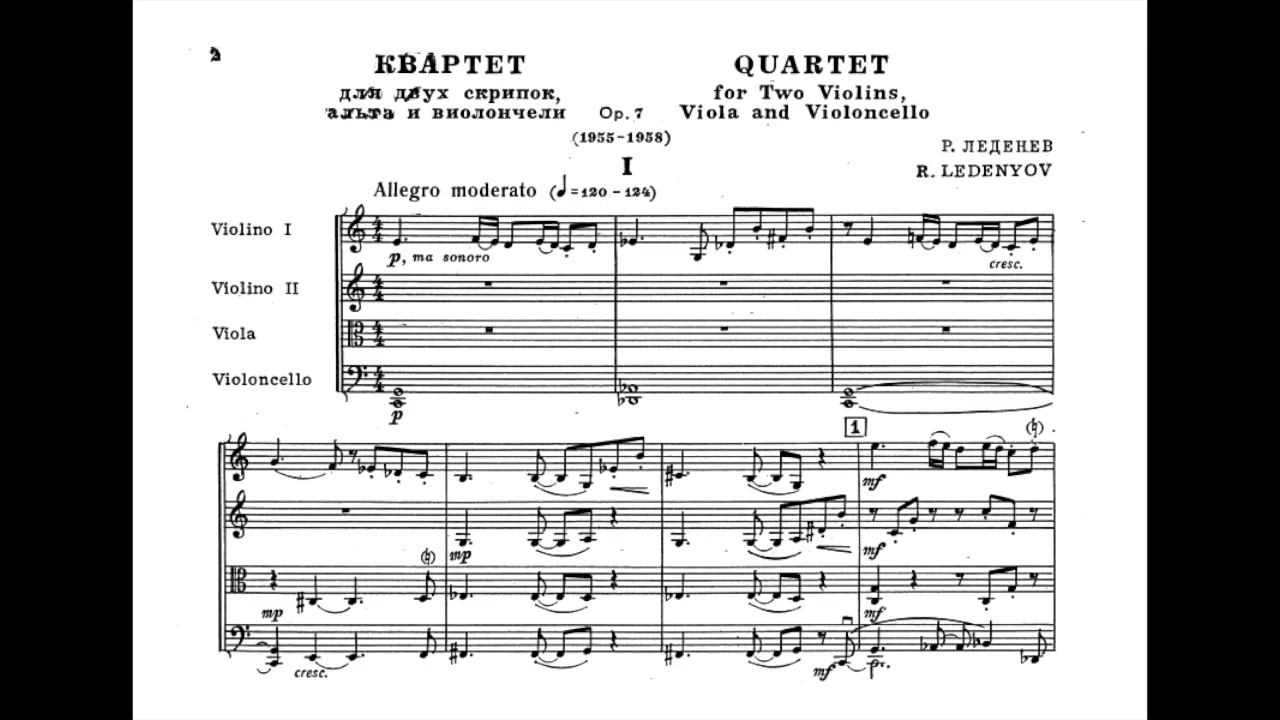 2
КВАРТЕТ
для двух скрипок,
альта и виолончели
QUARTET
for Two Violins,
Viola and Violoncello
Op. 7
(1955-1958)
Р. ЛЕДЕНЕВ
R. LEDENYOV
I
Allegro moderato (♩=120-124)
Violino I
p, ma sonoro
cresc.
Violino II
Viola
Violoncello
p
1
mf
mp
mf
mp
mf
cresc.
mf
pr.